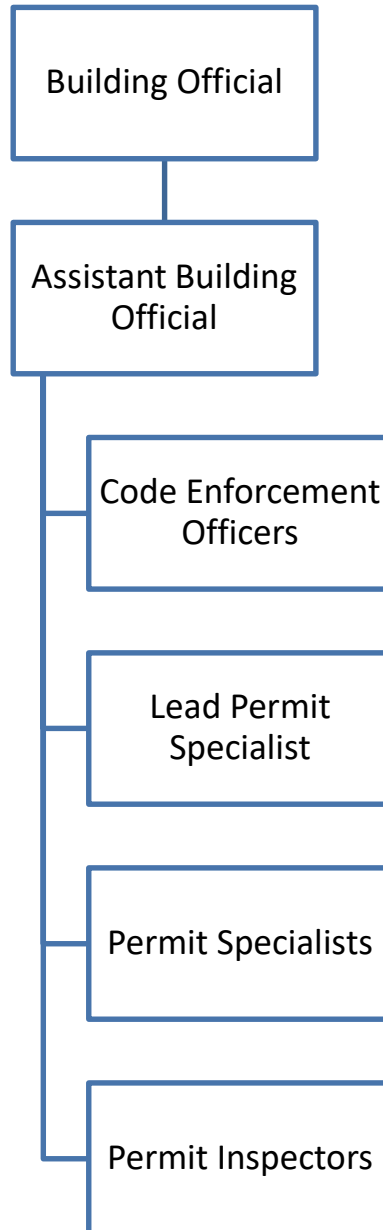 Building Official
Assistant Building
Official
Code Enforcement
Officers
Lead Permit
Specialist
Permit Specialists
Permit Inspectors